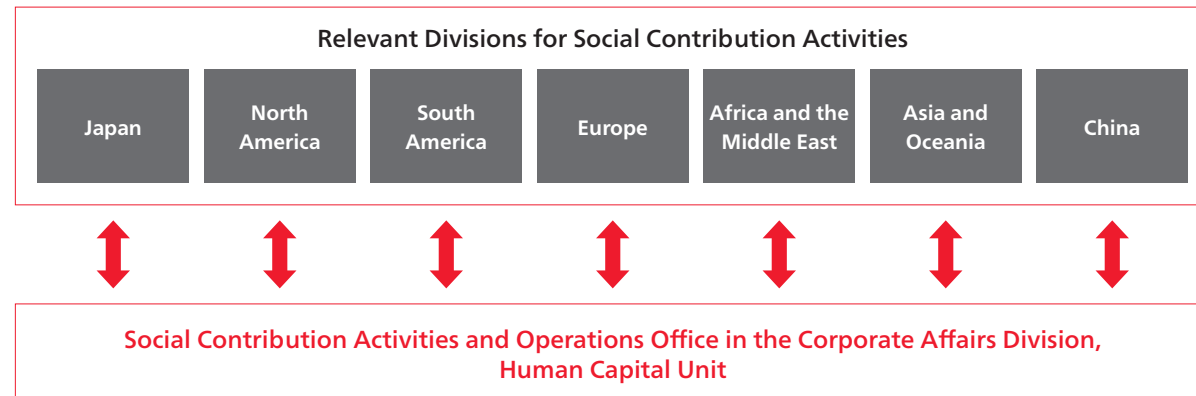 Relevant Divisions for Social Contribution Activities
Japan
North
America
South
America
Europe
Africa and the
Middle East
Asia and
Oceania
China
Social Contribution Activities and Operations Office in the Corporate Affairs Division,
Human Capital Unit